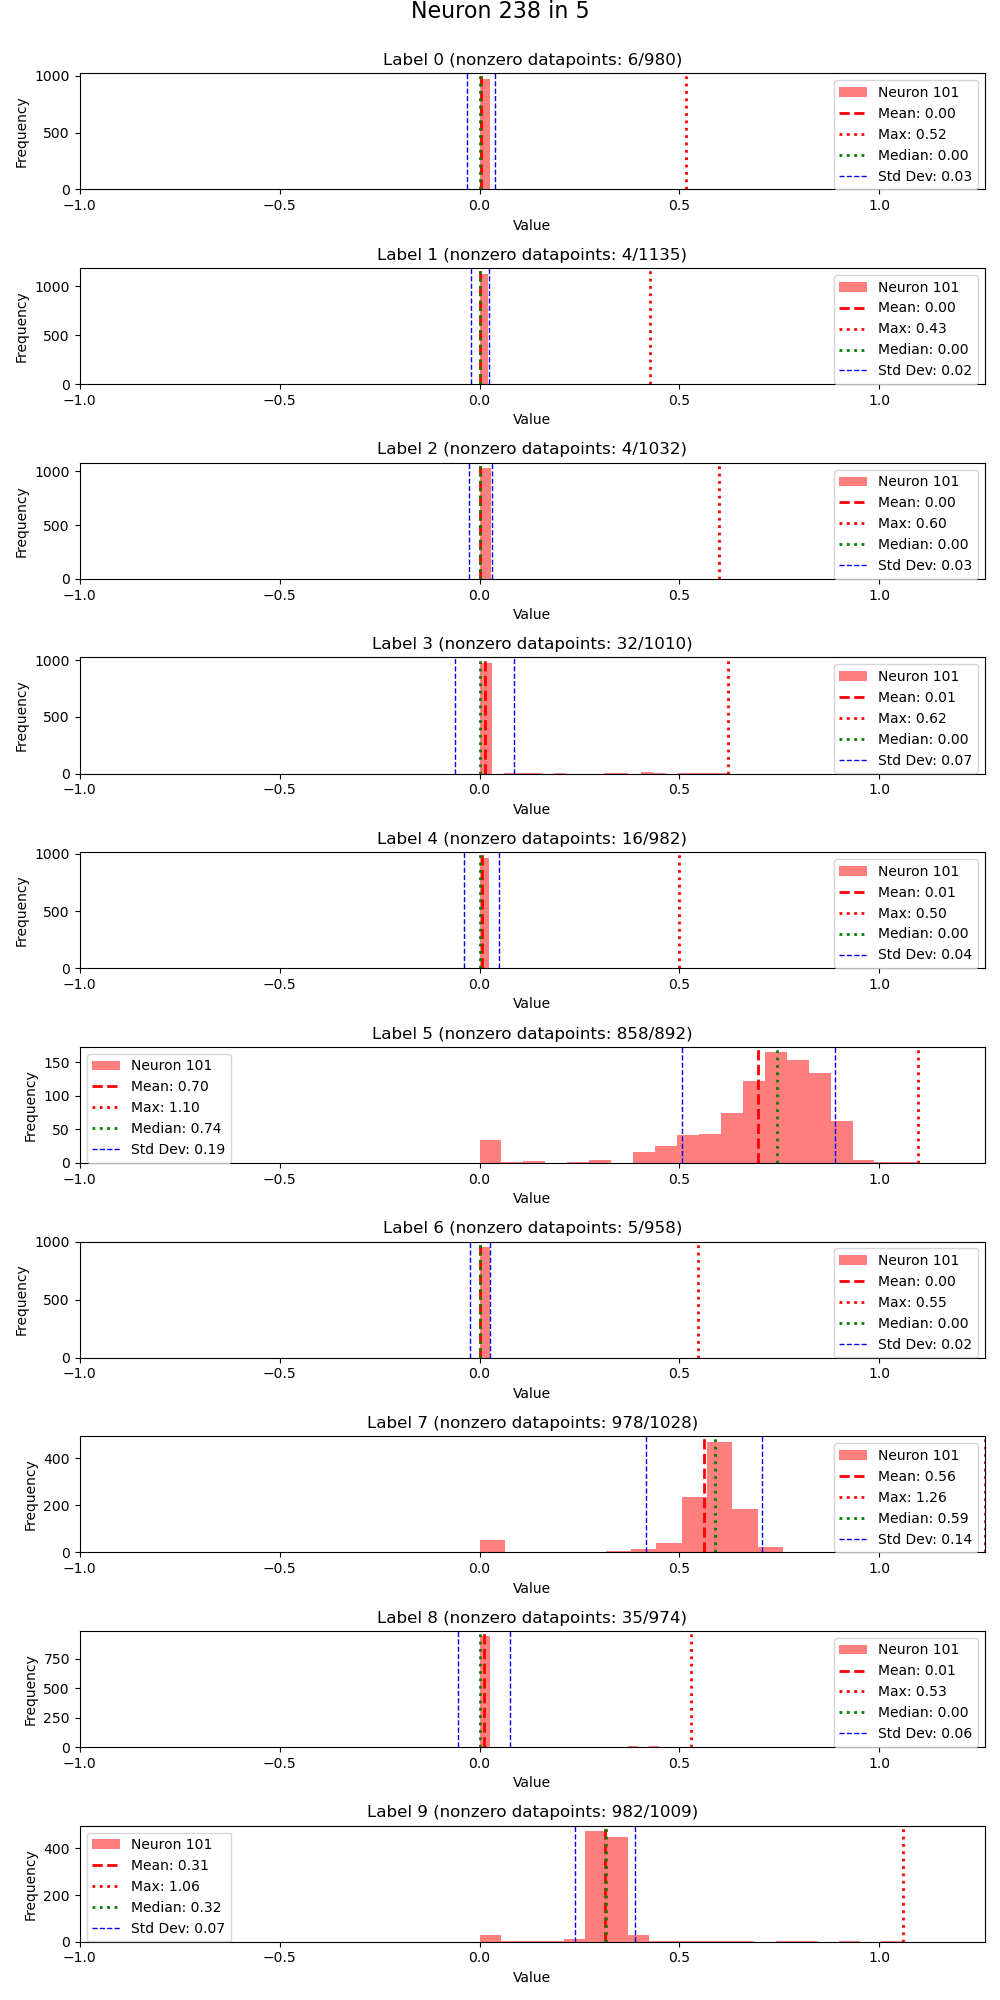 Neuron 238 in 5
Label 0 (nonzero datapoints: 6/980)
1000
500
0
Frequency
Neuron 101
Mean: 0.00
Max: 0.52
Median: 0.00
Std Dev: 0.03
−1.0 −0.5 0.0 0.5 1.0
Value
Label 1 (nonzero datapoints: 4/1135)
1000
500
0
Frequency
Neuron 101
Mean: 0.00
Max: 0.43
Median: 0.00
Std Dev: 0.02
−1.0 −0.5 0.0 0.5 1.0
Value
Label 2 (nonzero datapoints: 4/1032)
1000
500
0
Frequency
Neuron 101
Mean: 0.00
Max: 0.60
Median: 0.00
Std Dev: 0.03
−1.0 −0.5 0.0 0.5 1.0
Value
Label 3 (nonzero datapoints: 32/1010)
1000
500
0
Frequency
Neuron 101
Mean: 0.01
Max: 0.62
Median: 0.00
Std Dev: 0.07
−1.0 −0.5 0.0 0.5 1.0
Value
Label 4 (nonzero datapoints: 16/982)
1000
500
0
Frequency
Neuron 101
Mean: 0.01
Max: 0.50
Median: 0.00
Std Dev: 0.04
−1.0 −0.5 0.0 0.5 1.0
Value
Label 5 (nonzero datapoints: 858/892)
150
100
50
0
Frequency
Neuron 101
Mean: 0.70
Max: 1.10
Median: 0.74
Std Dev: 0.19
−1.0 −0.5 0.0 0.5 1.0
Value
Label 6 (nonzero datapoints: 5/958)
1000
500
0
Frequency
Neuron 101
Mean: 0.00
Max: 0.55
Median: 0.00
Std Dev: 0.02
−1.0 −0.5 0.0 0.5 1.0
Value
Label 7 (nonzero datapoints: 978/1028)
400
200
0
Frequency
Neuron 101
Mean: 0.56
Max: 1.26
Median: 0.59
Std Dev: 0.14
−1.0 −0.5 0.0 0.5 1.0
Value
Label 8 (nonzero datapoints: 35/974)
750
500
250
0
Frequency
Neuron 101
Mean: 0.01
Max: 0.53
Median: 0.00
Std Dev: 0.06
−1.0 −0.5 0.0 0.5 1.0
Value
Label 9 (nonzero datapoints: 982/1009)
400
200
0
Frequency
Neuron 101
Mean: 0.31
Max: 1.06
Median: 0.32
Std Dev: 0.07
−1.0 −0.5 0.0 0.5 1.0
Value